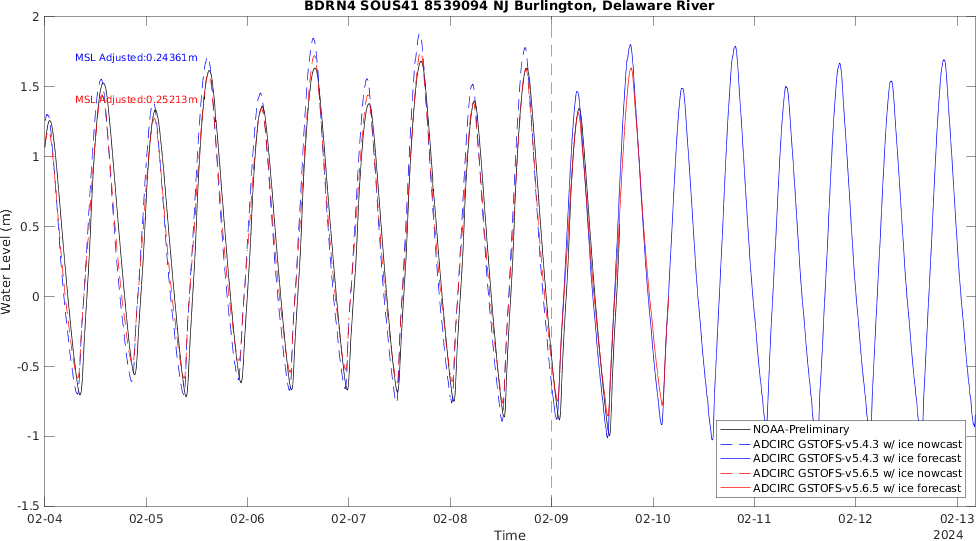 BDRN4 SOUS41 8539094 NJ Burlington, Delaware River
2
1.5
1
0.5
0
-0.5
-1
-1.5
Water Level (m)
MSL Adjusted:0.24361m
MSL Adjusted:0.25213m
NOAA-Preliminary
ADCIRC GSTOFS-v5.4.3 w/ ice nowcast
ADCIRC GSTOFS-v5.4.3 w/ ice forecast
ADCIRC GSTOFS-v5.6.5 w/ ice nowcast
ADCIRC GSTOFS-v5.6.5 w/ ice forecast
02-04 02-05 02-06 02-07 02-08 02-09 02-10 02-11 02-12 02-13
Time
2024